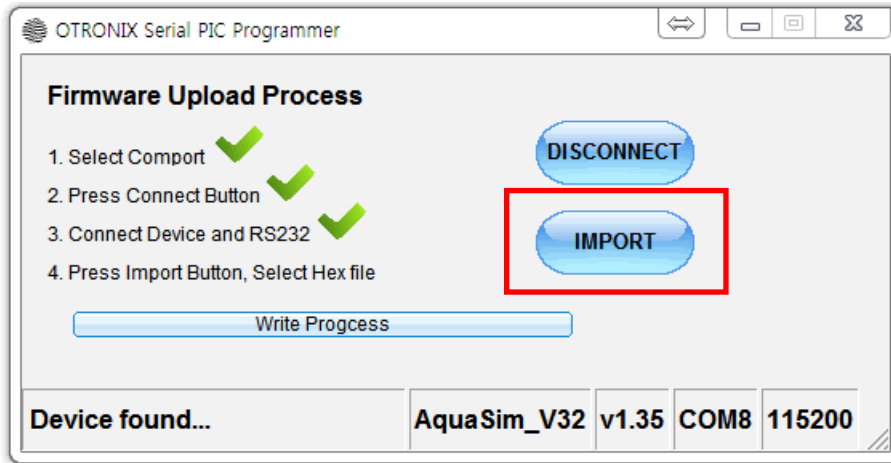 OTRONIX Serial PIC Programmer
Firmware Upload Process
1. Select Comport
2. Press Connect Button
3. Connect Device and RS232
4. Press Import Button, Select Hex file
DISCONNECT
IMPORT
Write Progcess
Device found... AquaSim_V32 v1.35 COM8 115200